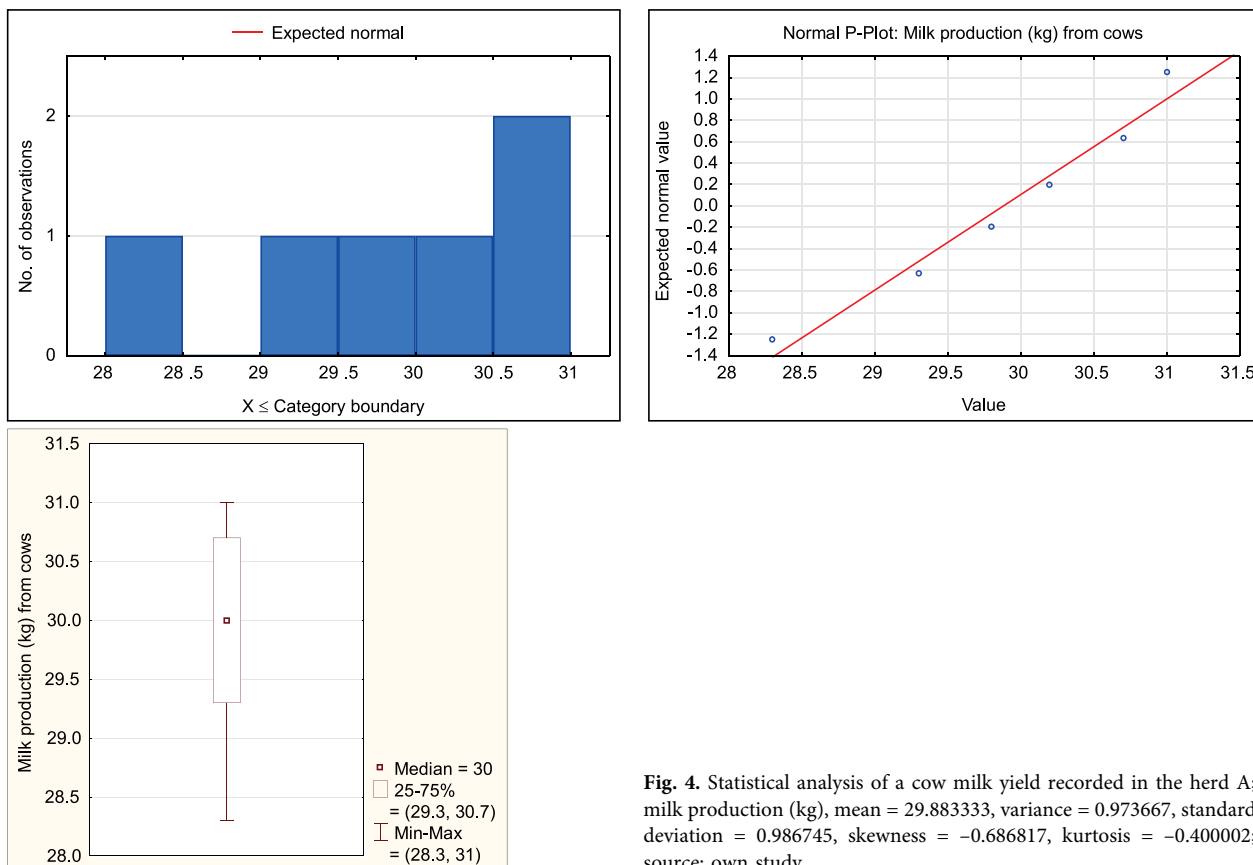 Expected normal
2
1
0
No. of observations
28 28 .5 29 29.5 30 30 .5 31
X ≤ Category boundary
Normal P-Plot: Milk production (kg) from cows
1.4
1.2
1.0
0.8
0.6
0.4
0.2
0.0
-0.2
-0.4
-0.6
-0.8
-1.0
-1.2
-1.4
Expected normal value
28 28.5 29 29.5 30 30.5 31 31.5
Value
31.5
31.0
30.5
30.0
29.5
29.0
28.5
28.0
Milk production (kg) from cows
Median = 30
25-75%
= (29.3, 30.7)
Min-Max
= (28.3, 31)
Fig. 4. Statistical analysis of a cow milk yield recorded in the herd A;
milk production (kg), mean = 29.883333, variance = 0.973667, standard
deviation = 0.986745, skewness = –0.686817, kurtosis = –0.400002;
source: own study